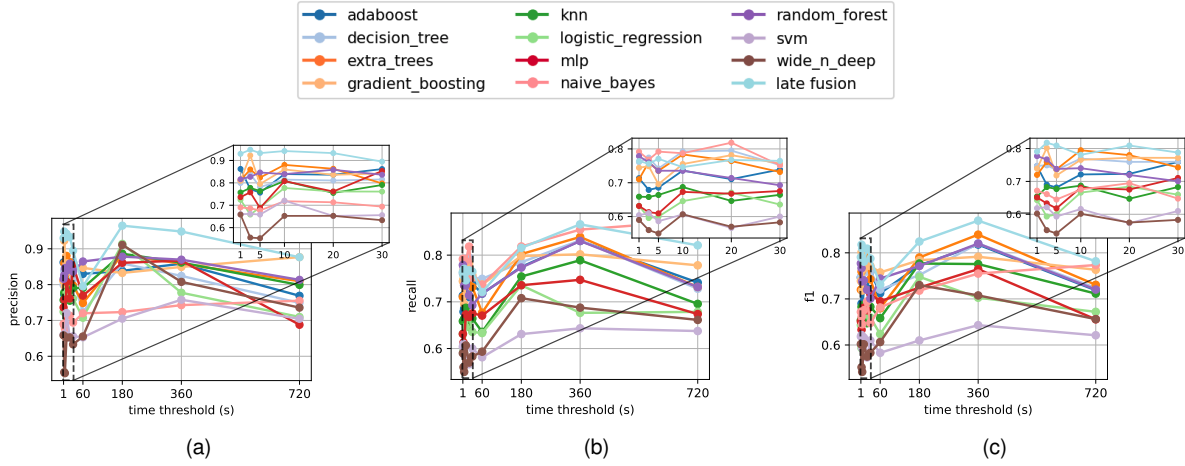 adaboost knn random_forest
decision_tree logistic_regression svm
extra_trees mlp wide_n_deep
gradient_boosting naive_bayes late fusion
0.9
0.8
0.7
0.6
1 5 10 20 30
0.9
0.8
0.7
0.6
precision
1 60 180 360 720
time threshold (s)
(a)
0.8
0.7
0.6
1 5 10 20 30
0.8
0.7
0.6
recall
1 60 180 360 720
time threshold (s)
(b)
0.8
0.7
0.6
1 5 10 20 30
0.8
0.7
0.6
f1
1 60 180 360 720
time threshold (s)
(c)